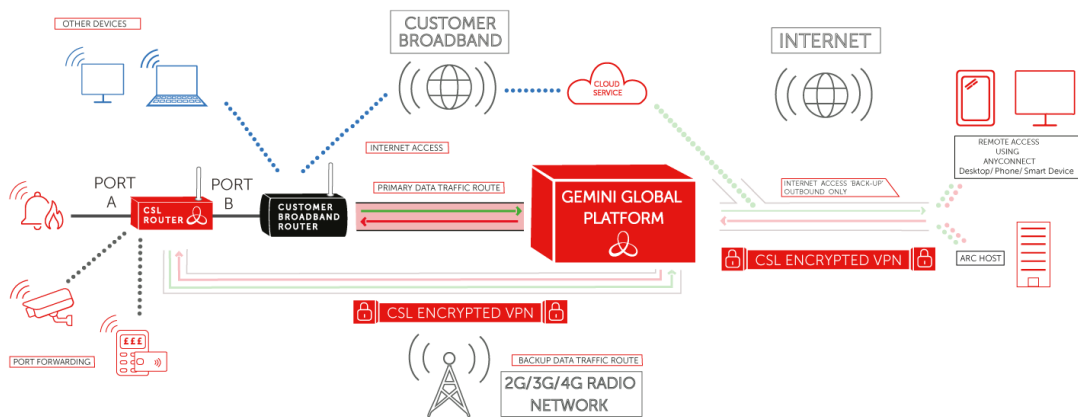 OTHER DEVICES
CUSTOMER
BROADBAND
INTERNET
CLOUD
SERVICE
REMOTE ACCESS
USING
ANYCONNECT
Desktop/ Phone/ Smart Device
INTERNET ACCESS
PORT
A
CSL
ROUTER
PORT
B
CUSTOMER
BROADBAND
ROUTER
PRIMARY DATA TRAFFIC ROUTE
GEMINI GLOBAL
PLATFORM
INTERNET ACCESS 'BACK-UP'
OUTBOUND ONLY
CSL ENCRYPTED VPN
ARC HOST
CSL ENCRYPTED VPN
£££
PORT FORWARDING
BACKUP DATA TRAFFIC ROUTE
2G/3G/4G RADIO
NETWORK